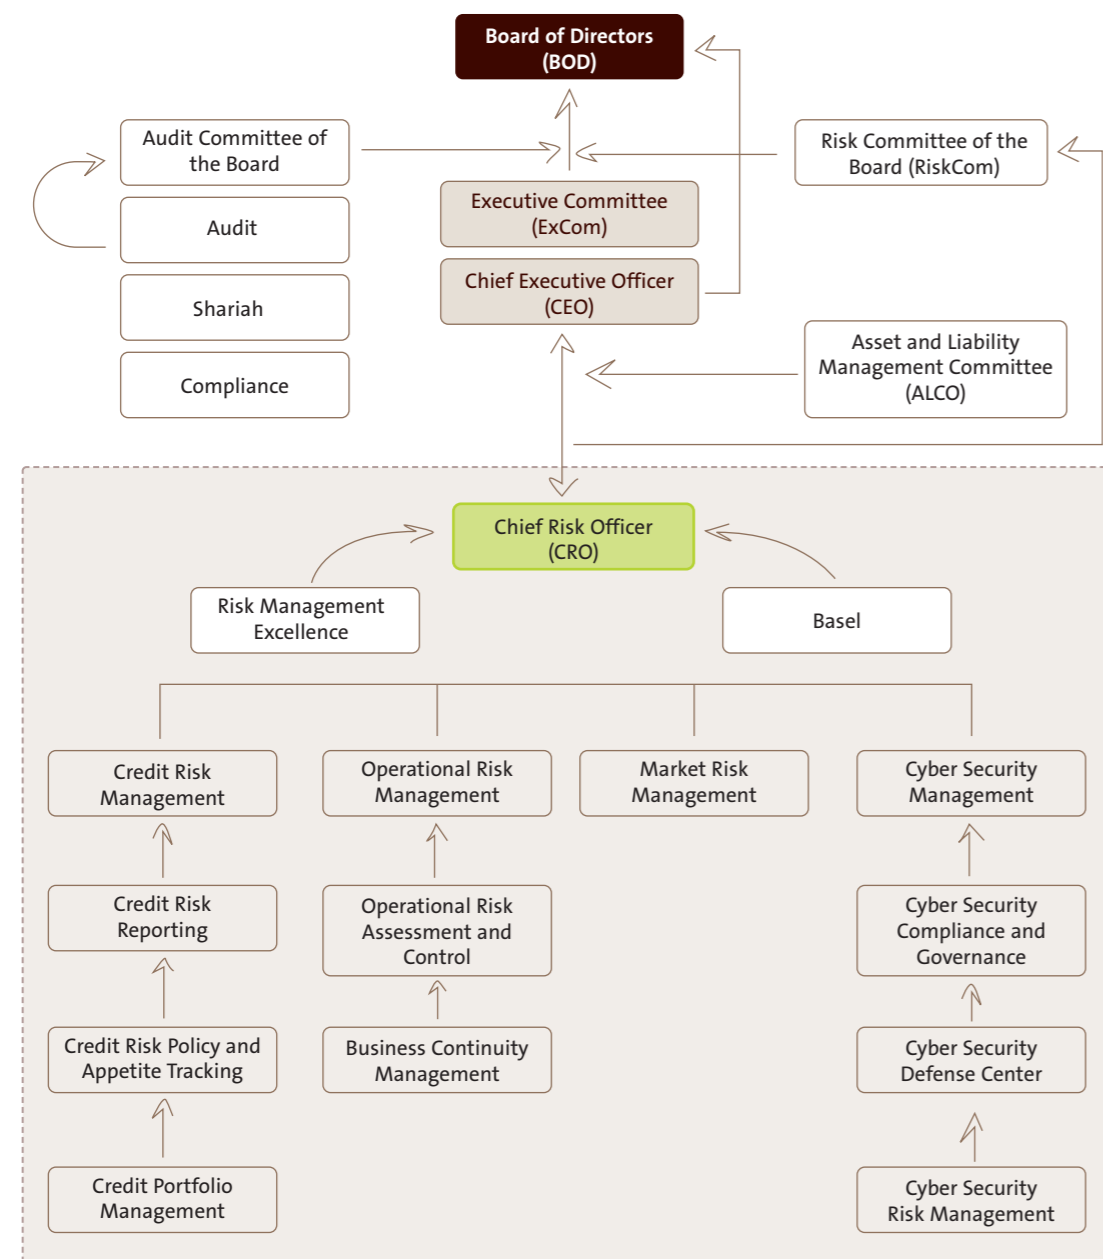 Board of Directors
(BOD)
Audit Committee of
the Board
Risk Committee of the
Board (RiskCom)
Executive Committee
(ExCom)
Audit
Chief Executive Officer
(CEO)
Shariah
Asset and Liability
Management Committee
(ALCO)
Compliance
Chief Risk Officer
(CRO)
Risk Management
Excellence
Basel
Credit Risk
Management
Operational Risk
Management
Market Risk
Management
Cyber Security
Management
Credit Risk
Reporting
Operational Risk
Assessment and
Control
Cyber Security
Compliance and
Governance
Credit Risk Policy and
Appetite Tracking
Business Continuity
Management
Cyber Security
Defense Center
Credit Portfolio
Management
Cyber Security
Risk Management